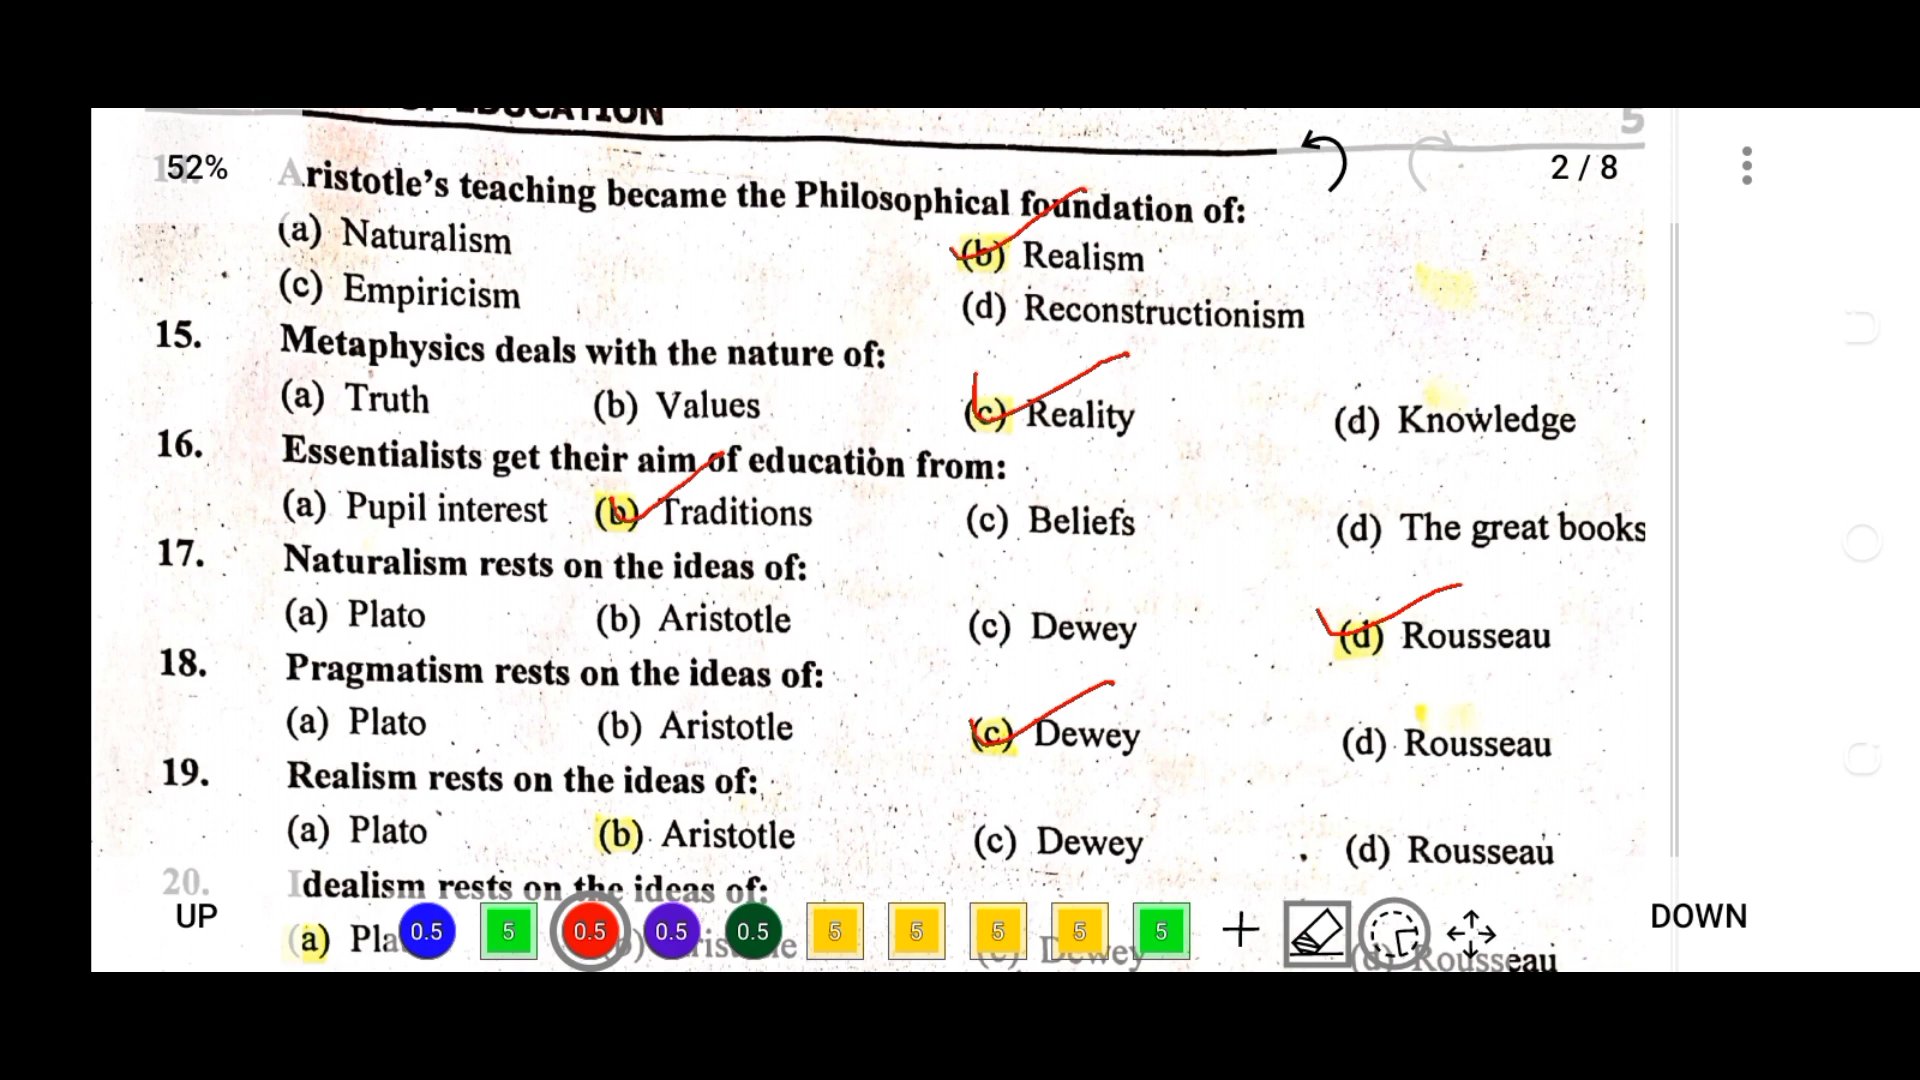 OF EDUCATION
5
52%
Aristotle's teaching became the Philosophical foundation of:
2 / 8
(a) Naturalism (b) Realism
(c) Empiricism (d) Reconstructionism
15. Metaphysics deals with the nature of:
(a) Truth (b) Values (c) Reality (d) Knowledge
16. Essentialists get their aim of education from:
(a) Pupil interest (b) Traditions (c) Beliefs (d) The great books
17. Naturalism rests on the ideas of:
(a) Plato (b) Aristotle (c) Dewey (d) Rousseau
18. Pragmatism rests on the ideas of:
(a) Plato (b) Aristotle (c) Dewey (d) Rousseau
19. Realism rests on the ideas of:
(a) Plato (b) Aristotle (c) Dewey (d) Rousseau
20. Idealism rests on the ideas of:
UP 0.5 5 0.5 0.5 0.5 5 5 5 5 5 DOWN
(a) (c) Dewey (d) Rousseau